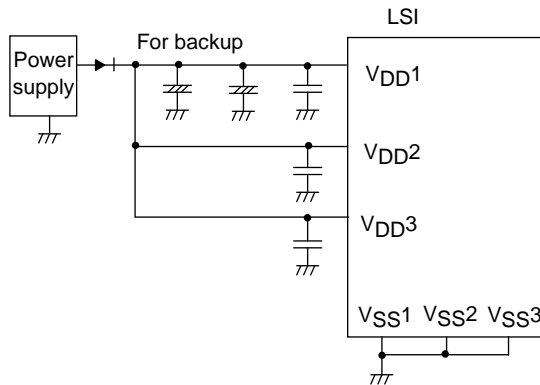 LSI
For backup
Power
supply
VDD1
VDD2
VDD3
VSS1 VSS2 VSS3